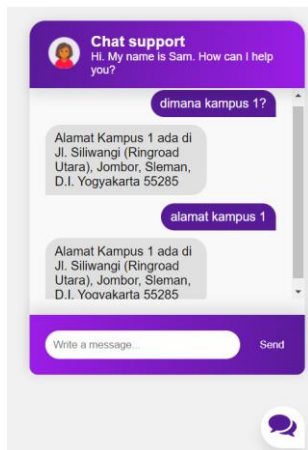 Chat support
Hi. My name is Sam. How can I help
you?
dimana kampus 1?
Alamat Kampus 1 ada di
Jl. Siliwangi (Ringroad
Utara), Jombor, Sleman,
D.I. Yogyakarta 55285
alamat kampus 1
Alamat Kampus 1 ada di
Jl. Siliwangi (Ringroad
Utara), Jombor, Sleman,
D.I. Yogyakarta 55285
Write a message...
Send